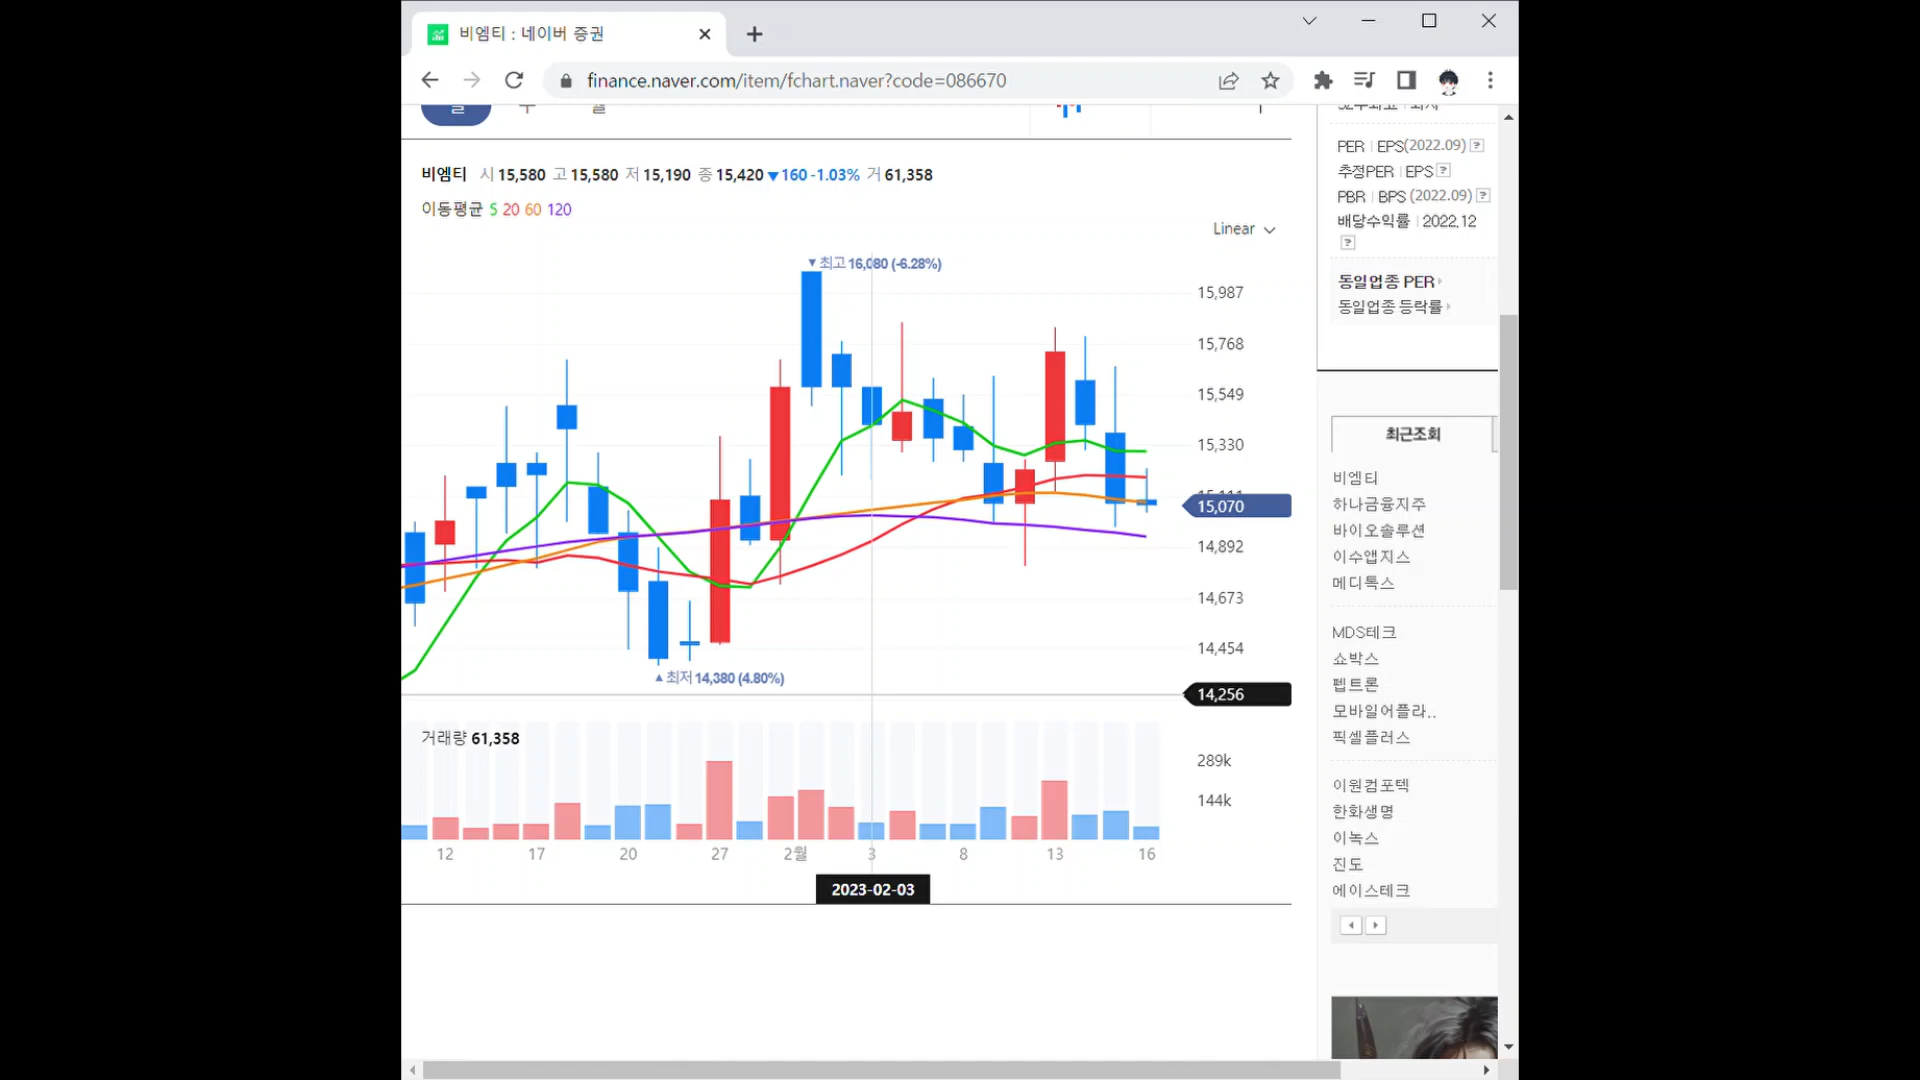 비엠티 : 네이버 증권
finance.naver.com/item/fchart.naver?code=086670
비엠티 시 15,580 고 15,580 저 15,190 종 15,420 ▼160 -1.03% 거 61,358
이동평균 5 20 60 120
Linear
▼최고 16,080 (-6.28%)
15,987
15,768
15,549
15,330
15,070
14,892
14,673
14,454
▲최저 14,380 (4.80%)
14,256
거래량 61,358
289k
144k
12 17 20 27 2월 3 8 13 16
2023-02-03
PER | EPS(2022.09) ?
추정PER | EPS ?
PBR | BPS (2022.09) ?
배당수익률 | 2022.12
?
동일업종 PER
동일업종 등락률
최근조회
비엠티
하나금융지주
바이오솔루션
이수앱지스
메디톡스
MDS테크
쇼박스
펩트론
모바일어플라..
픽셀플러스
이원컴포텍
한화생명
이녹스
진도
에이스테크